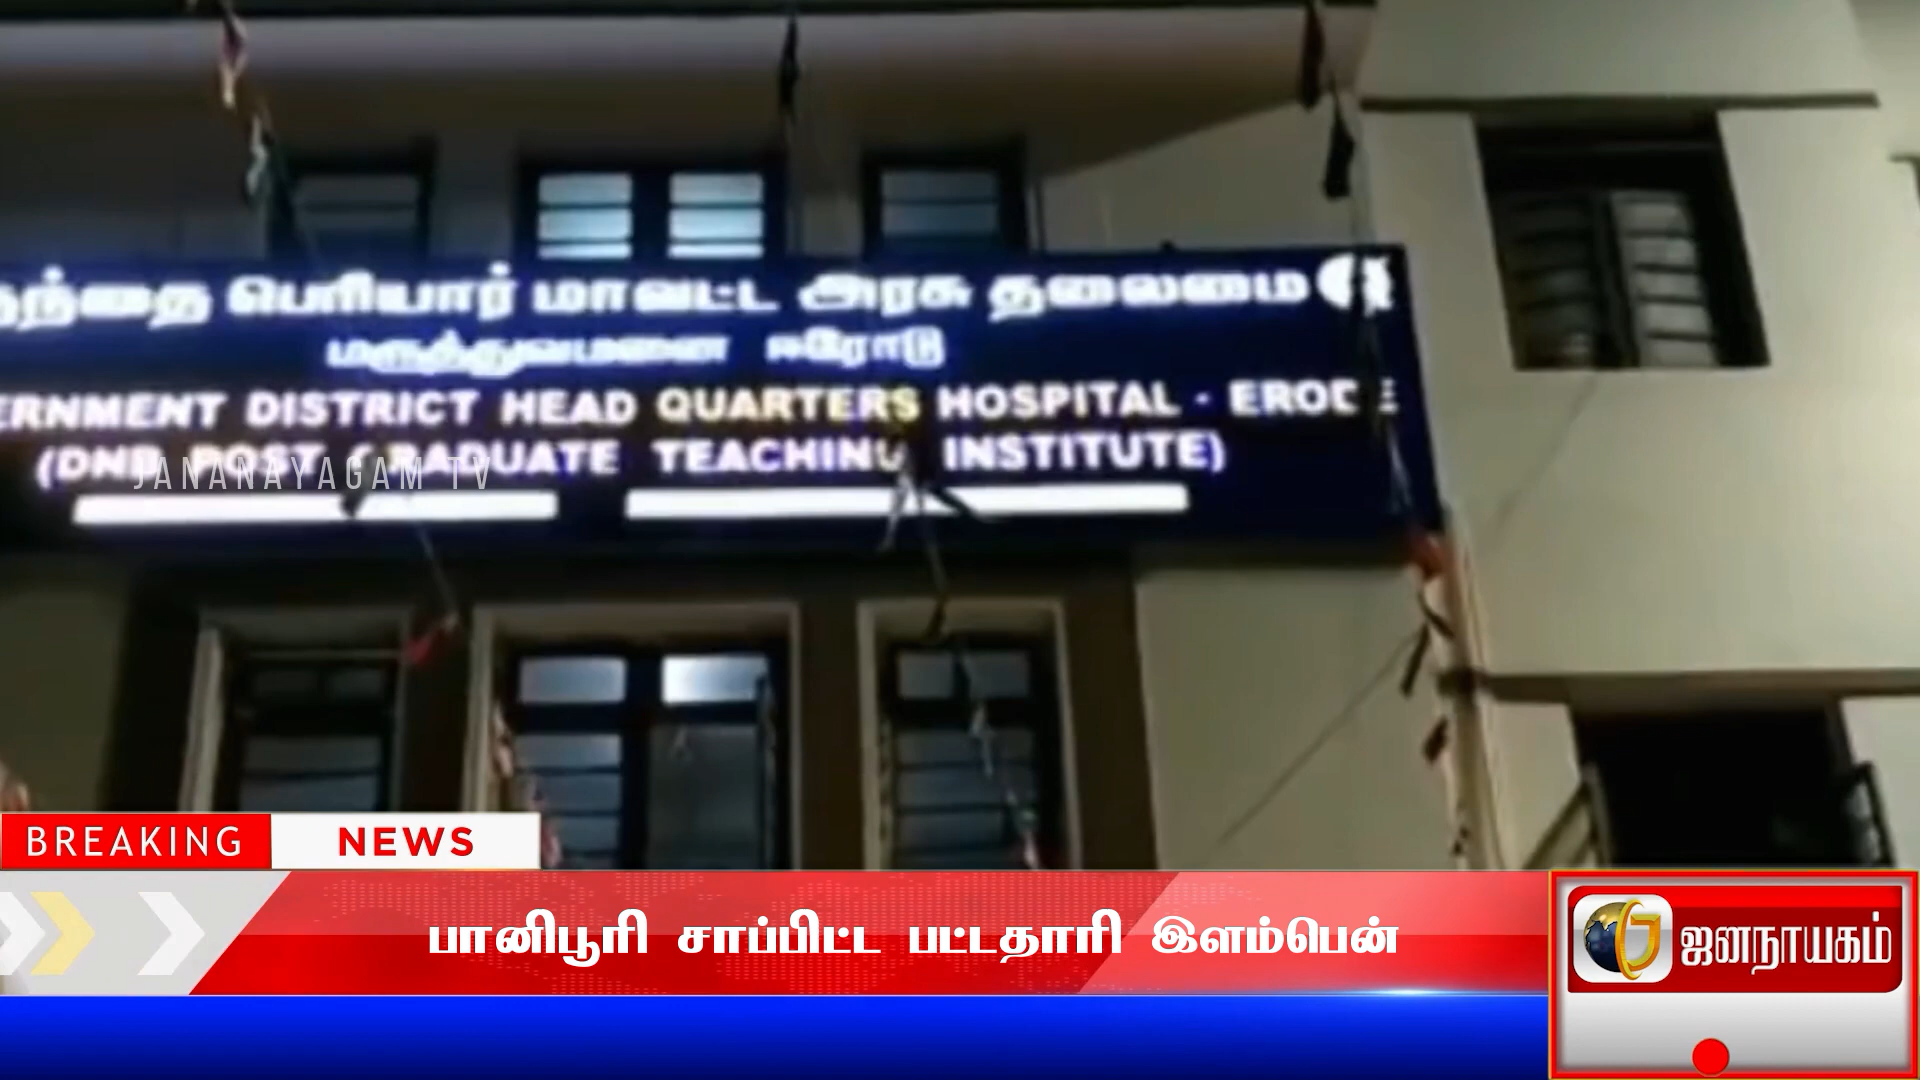 பெரியார் மாவட்ட அரசு தலைமை
மருத்துவமனை ஈரோடு
DISTRICT HEAD QUARTERS HOSPITAL - ERODE
(DNB POST GRADUATE TEACHING INSTITUTE)
JANANAYAGAM TV
BREAKING NEWS
பானிபூரி சாப்பிட்ட பட்டதாரி இளம்பென்
ஜனநாயகம்